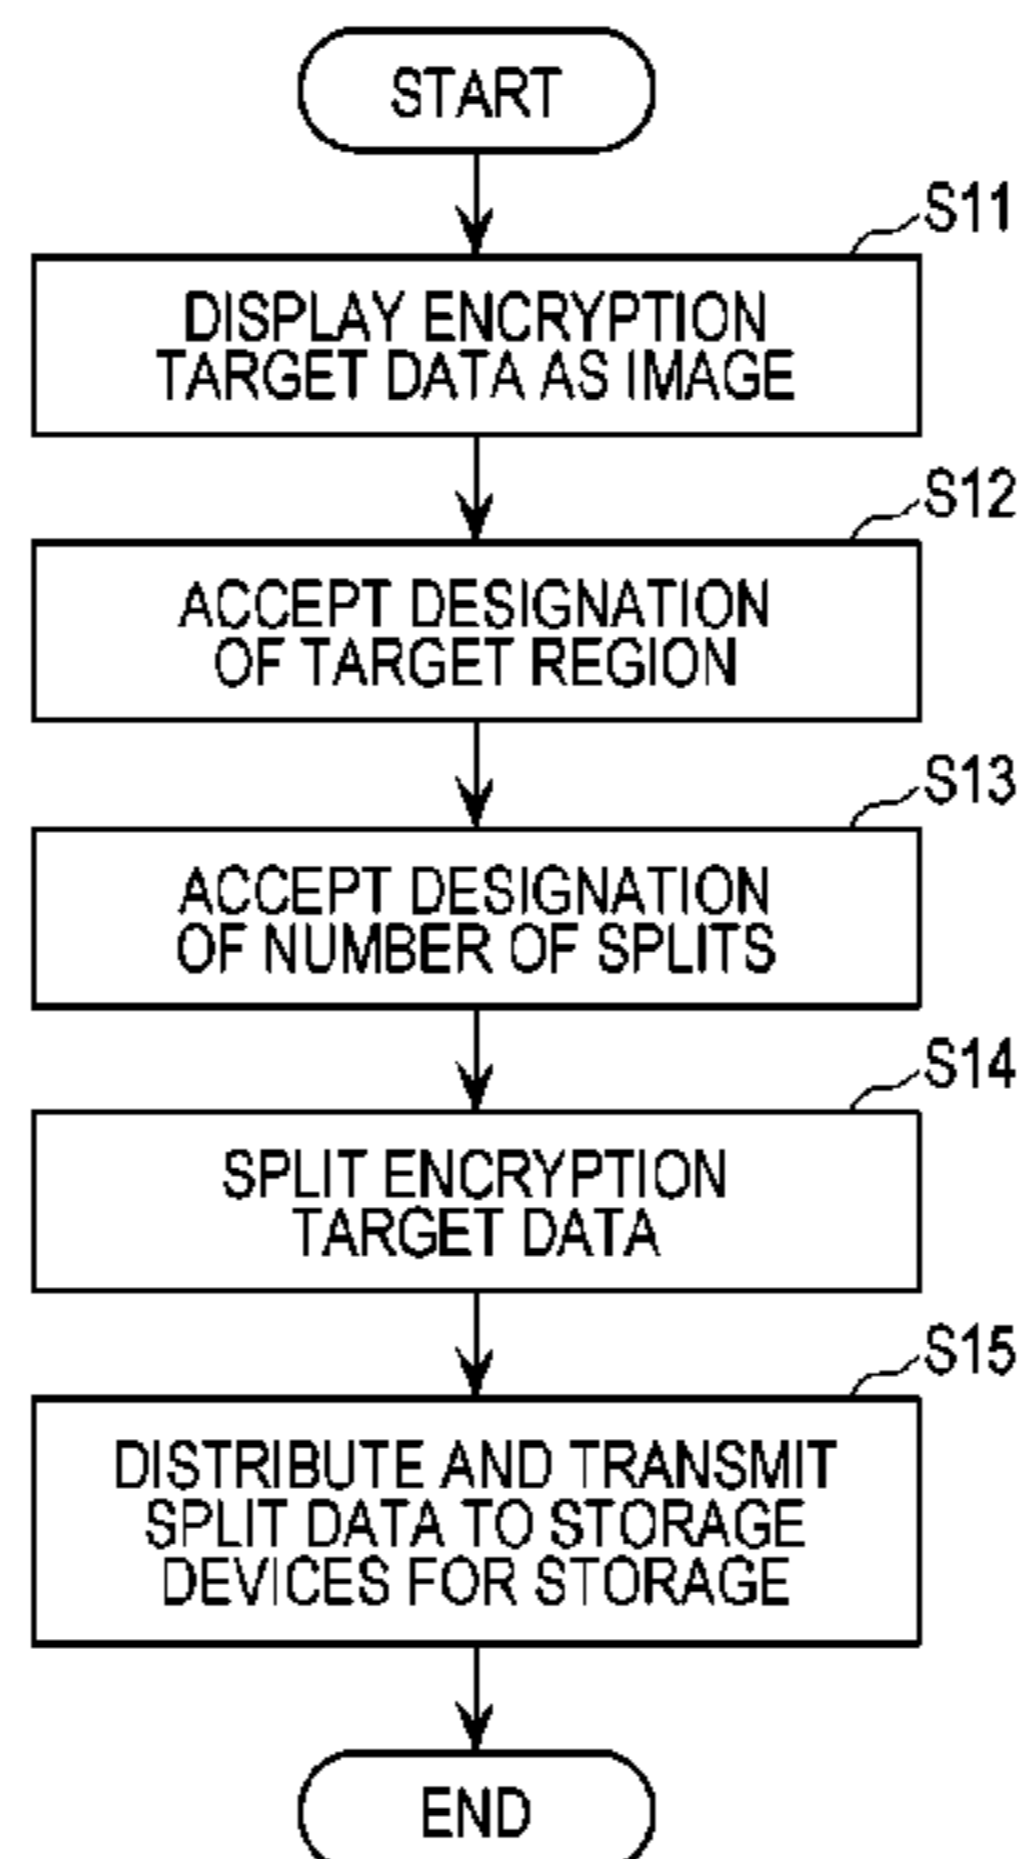 START
S11
DISPLAY ENCRYPTION
TARGET DATA AS IMAGE
S12
ACCEPT DESIGNATION
OF TARGET REGION
S13
ACCEPT DESIGNATION
OF NUMBER OF SPLITS
S14
SPLIT ENCRYPTION
TARGET DATA
S15
DISTRIBUTE AND TRANSMIT
SPLIT DATA TO STORAGE
DEVICES FOR STORAGE
END